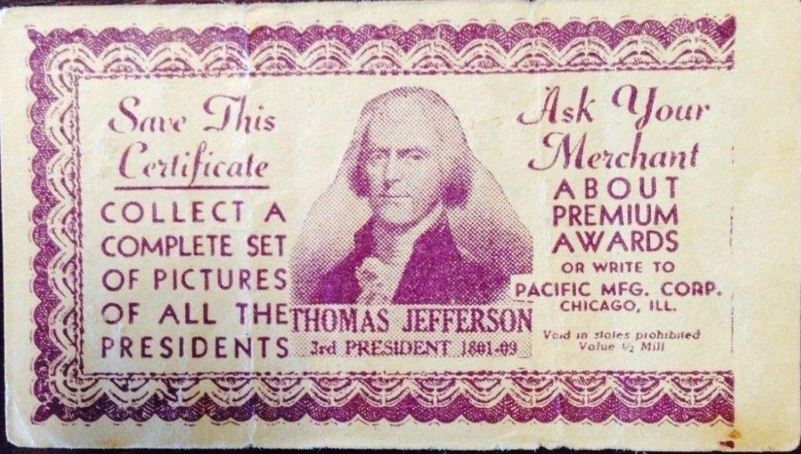 Save This
Certificate
COLLECT A
COMPLETE SET
OF PICTURES
OF ALL THE
PRESIDENTS
THOMAS JEFFERSON
3rd PRESIDENT 1801-09
Ask Your
Merchant
ABOUT
PREMIUM
AWARDS
OR WRITE TO
PACIFIC MFG. CORP.
CHICAGO, ILL.
Void in states prohibited
Value 1/2 Mill